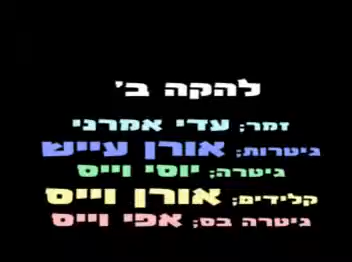 להקה ב'
זמר; עדי אמרני
גיטרות; אורן עייש
גיטרה; יוסי וייס
קלידים; אורן וייס
גיטרה בס; אפי וייס